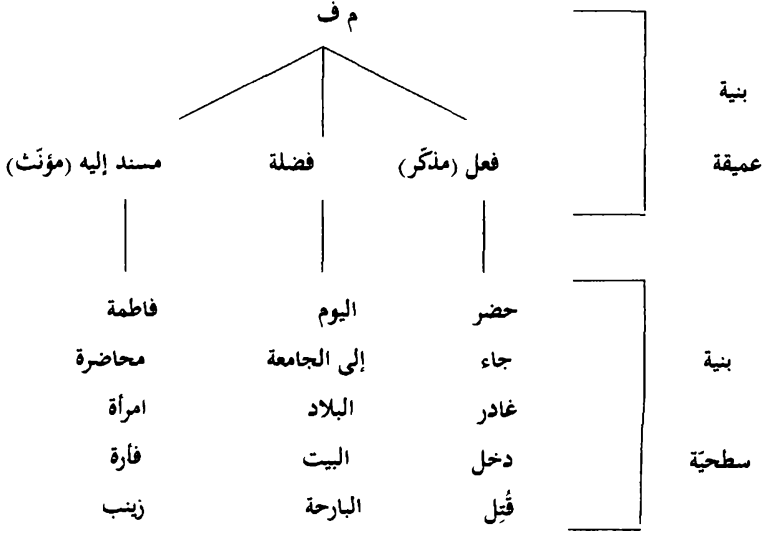 م ف
بنية
فعل (مذكّر) فضلة مسند إليه (مؤنّث)
عميقة
حضر اليوم فاطمة
بنية جاء إلى الجامعة محاضرة
غادر البلاد امرأة
سطحيّة دخل البيت فأرة
قُتِل البارحة زينب